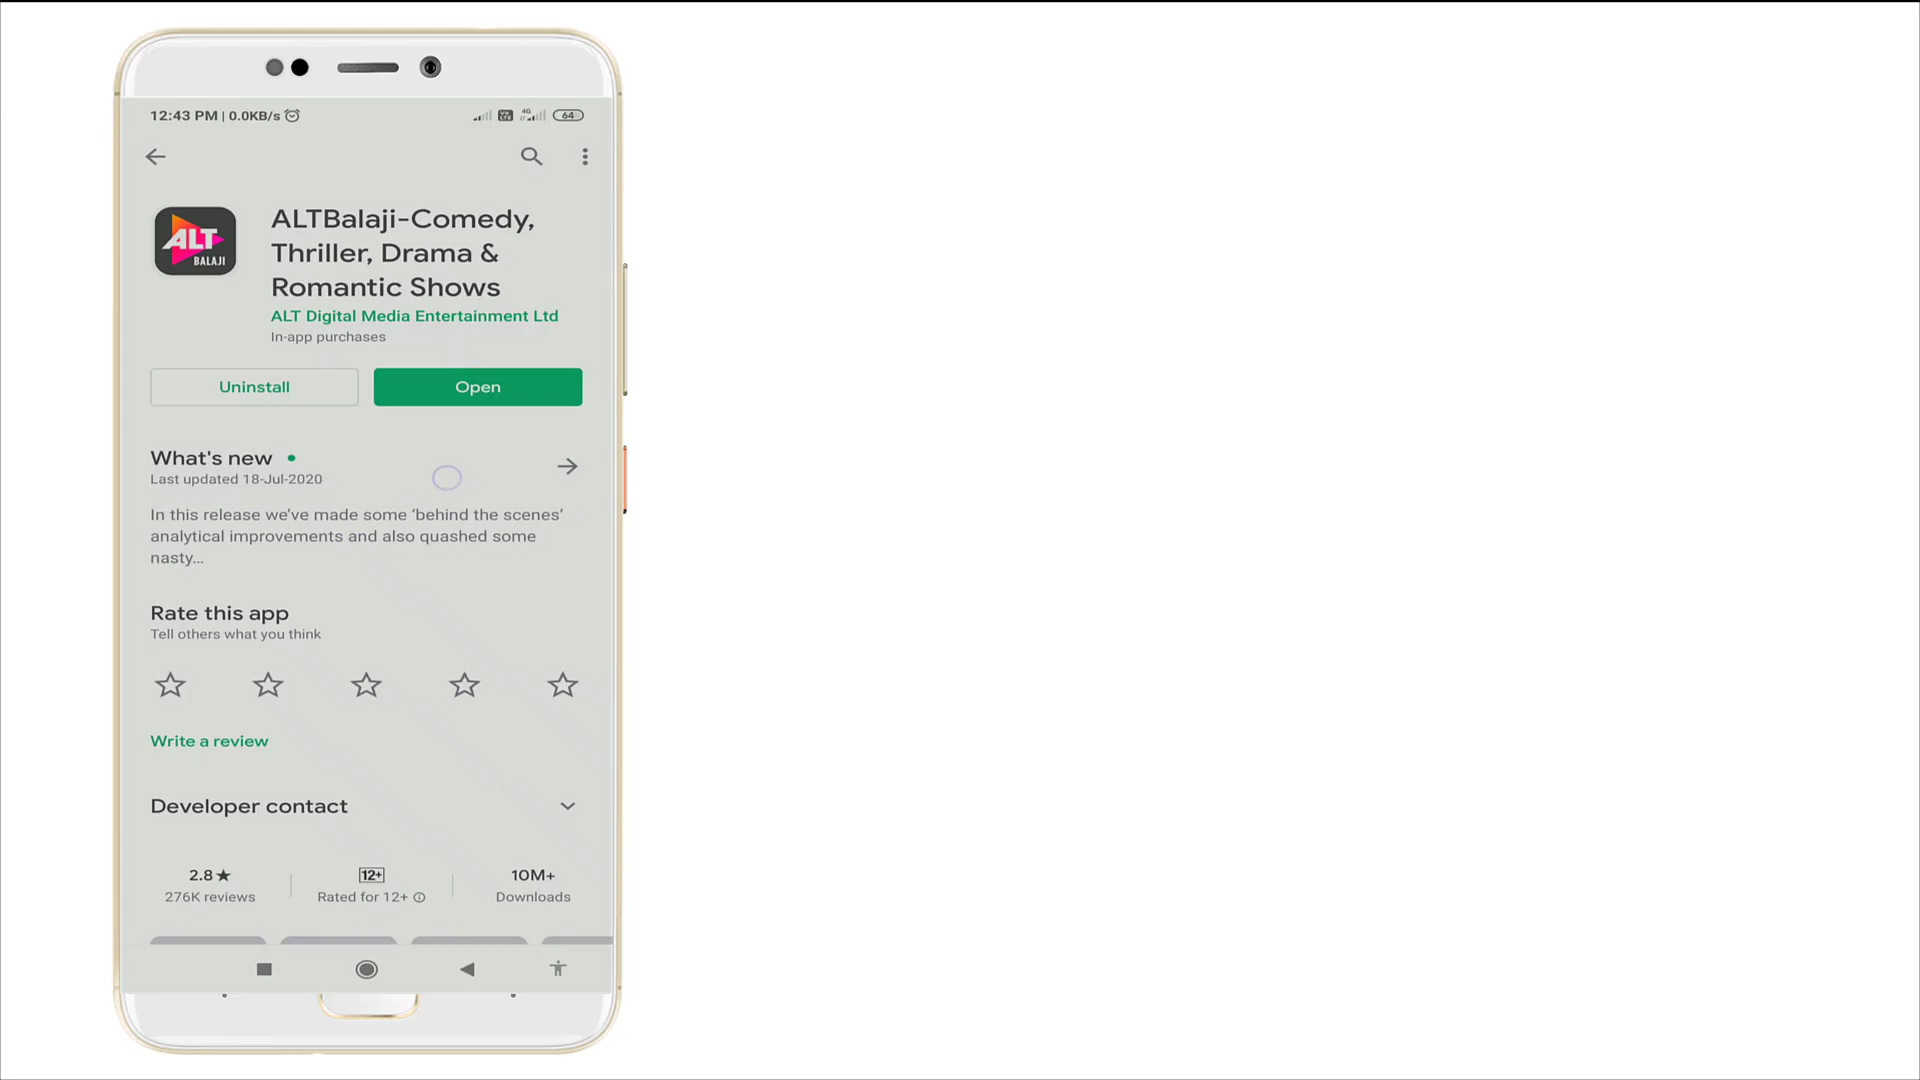 12:43 PM | 0.0KB/s
4G
64
ALT
BALAJI
ALTBalaji-Comedy,
Thriller, Drama &
Romantic Shows
ALT Digital Media Entertainment Ltd
In-app purchases
Uninstall
Open
What's new
Last updated 18-Jul-2020
In this release we’ve made some ‘behind the scenes’
analytical improvements and also quashed some
nasty...
Rate this app
Tell others what you think
Write a review
Developer contact
2.8★
12+
10M+
276K reviews
Rated for 12+
Downloads